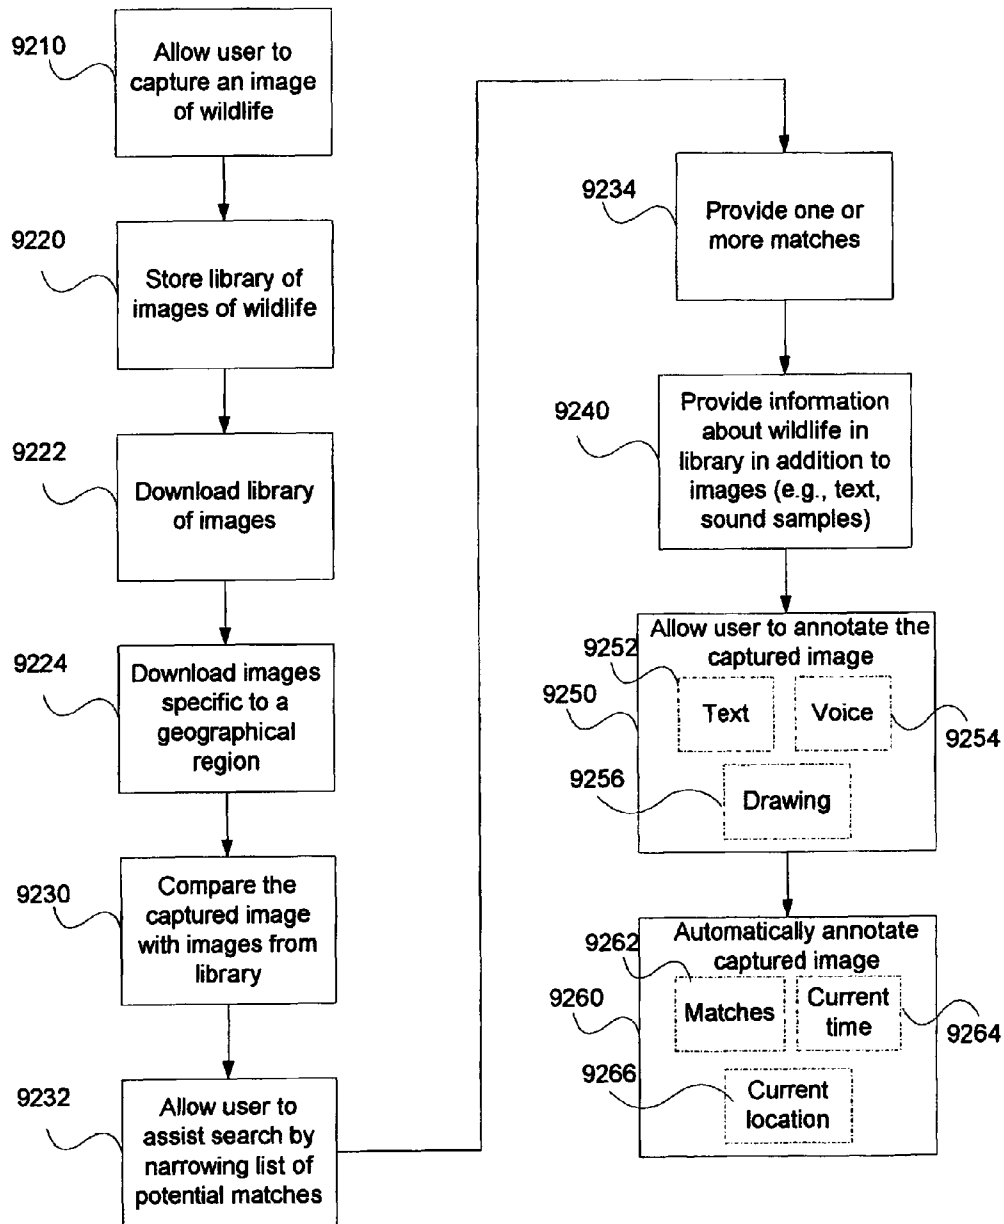 9210
Allow user to
capture an image
of wildlife
9220
Store library of
images of wildlife
9222
Download library
of images
9224
Download images
specific to a
geographical
region
9230
Compare the
captured image
with images from
library
9232
Allow user to
assist search by
narrowing list of
potential matches
9234
Provide one or
more matches
9240
Provide information
about wildlife in
library in addition to
images (e.g., text,
sound samples)
Allow user to annotate the
captured image
9252
9250
Text
Voice
9254
9256
Drawing
Automatically annotate
captured image
9262
9260
Matches
Current
time
9264
9266
Current
location